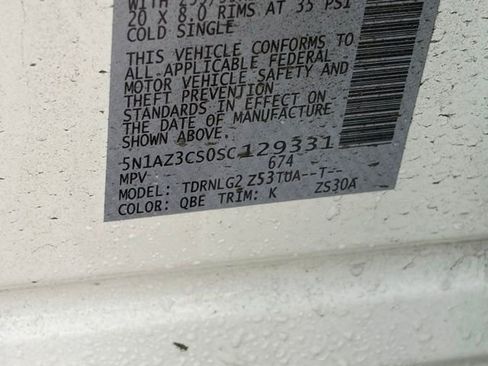 20 X 8.0 RIMS AT 35 PSI
COLD SINGLE
THIS VEHICLE CONFORMS TO
ALL APPLICABLE FEDERAL
MOTOR VEHICLE SAFETY AND
THEFT PREVENTION
STANDARDS IN EFFECT ON
THE DATE OF MANUFACTURE
SHOWN ABOVE.
5N1AZ3CS0SC129331
MPV 674
MODEL: TDRNLG2 Z53TUA--T--
COLOR: QBE TRIM: K ZS30A